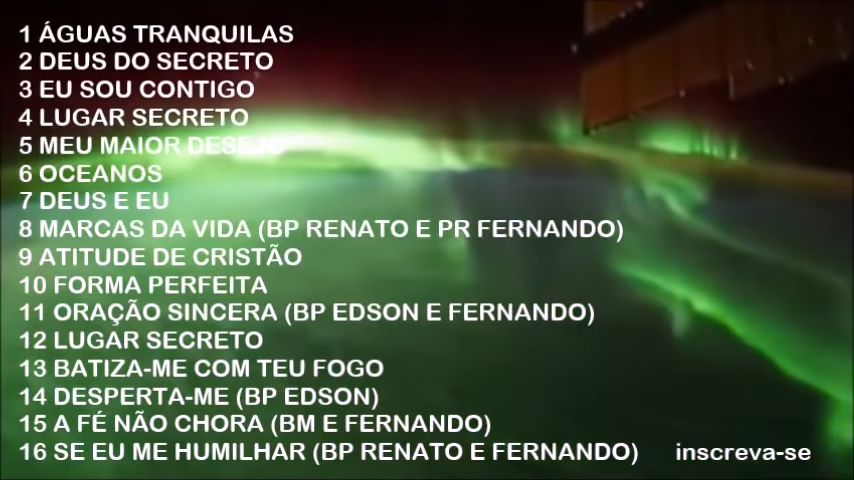 1 ÁGUAS TRANQUILAS
2 DEUS DO SECRETO
3 EU SOU CONTIGO
4 LUGAR SECRETO
5 MEU MAIOR DESEJO
6 OCEANOS
7 DEUS E EU
8 MARCAS DA VIDA (BP RENATO E PR FERNANDO)
9 ATITUDE DE CRISTÃO
10 FORMA PERFEITA
11 ORAÇÃO SINCERA (BP EDSON E FERNANDO)
12 LUGAR SECRETO
13 BATIZA-ME COM TEU FOGO
14 DESPERTA-ME (BP EDSON)
15 A FÉ NÃO CHORA (BM E FERNANDO)
16 SE EU ME HUMILHAR (BP RENATO E FERNANDO) inscreva-se